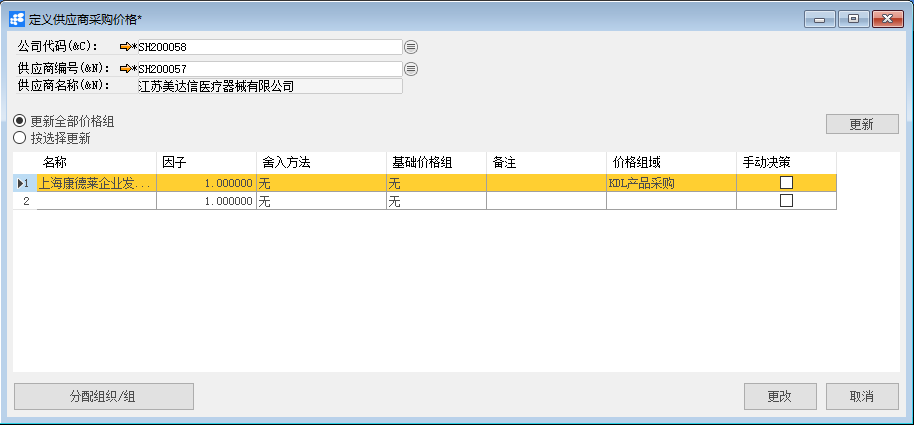 定义供应商采购价格*
公司代码(&C): *SH200058
供应商编号(&N): *SH200057
供应商名称(&N): 江苏美达信医疗器械有限公司
更新全部价格组
按选择更新
更新
名称 因子 舍入方法 基础价格组 备注 价格组域 手动决策
1 上海康德莱企业发... 1.000000 无 无 KDL产品采购
2 1.000000 无 无
分配组织/组 更改 取消